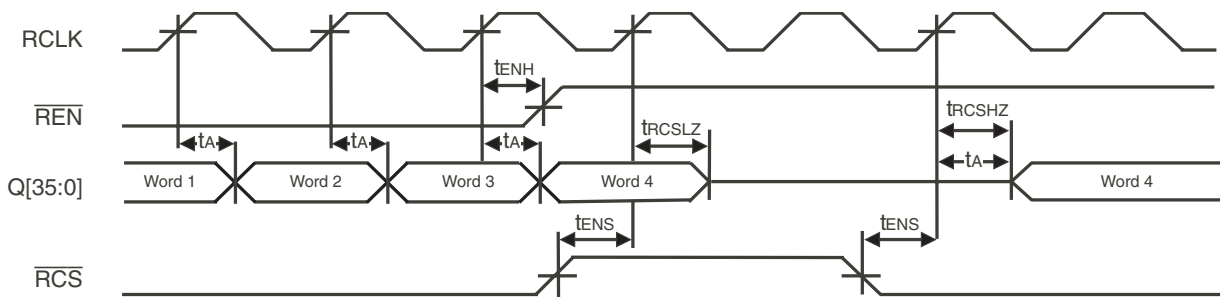 RCLK
tENH
REN
tRCSLZ
tRCSHZ
tA
tA
tA
tA
Q[35:0]
Word 1
Word 2
Word 3
Word 4
Word 4
tENS
tENS
RCS